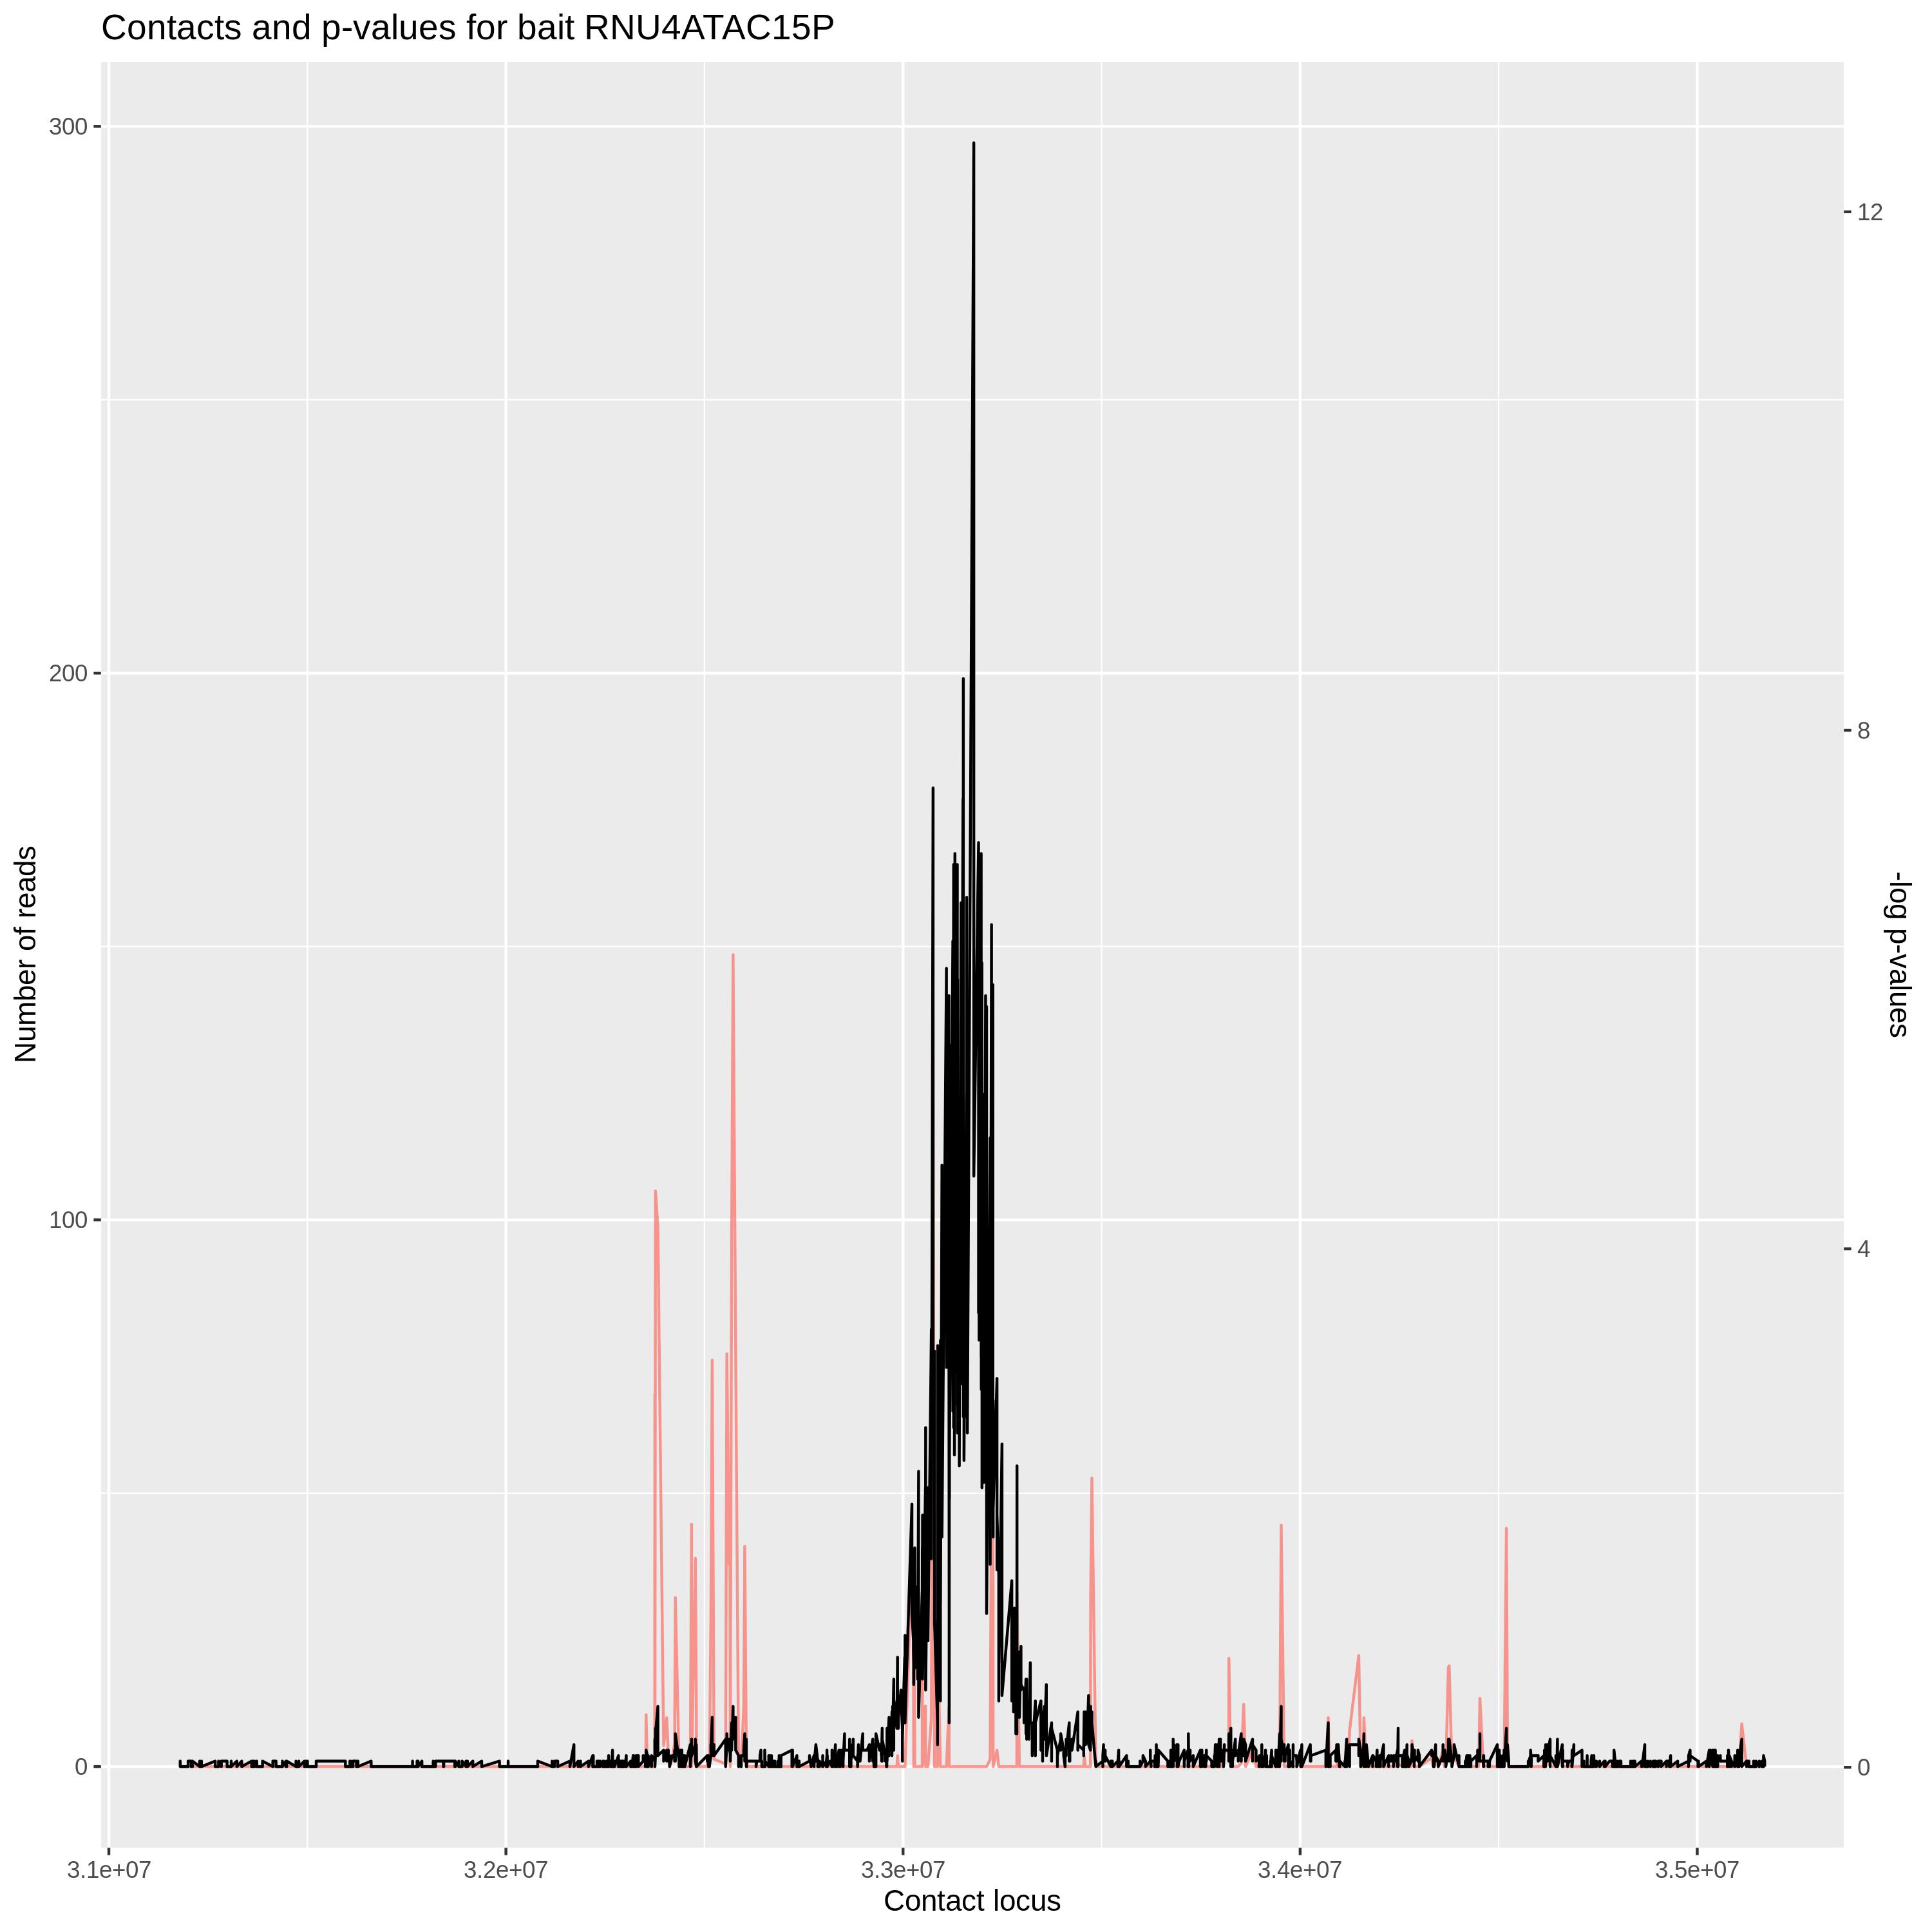 Contacts and p-values for bait RNU4ATAC15P
300
200
100
0
12
8
4
0
Number of reads
-log p-values
3.1e+07 3.2e+07 3.3e+07 3.4e+07 3.5e+07
Contact locus